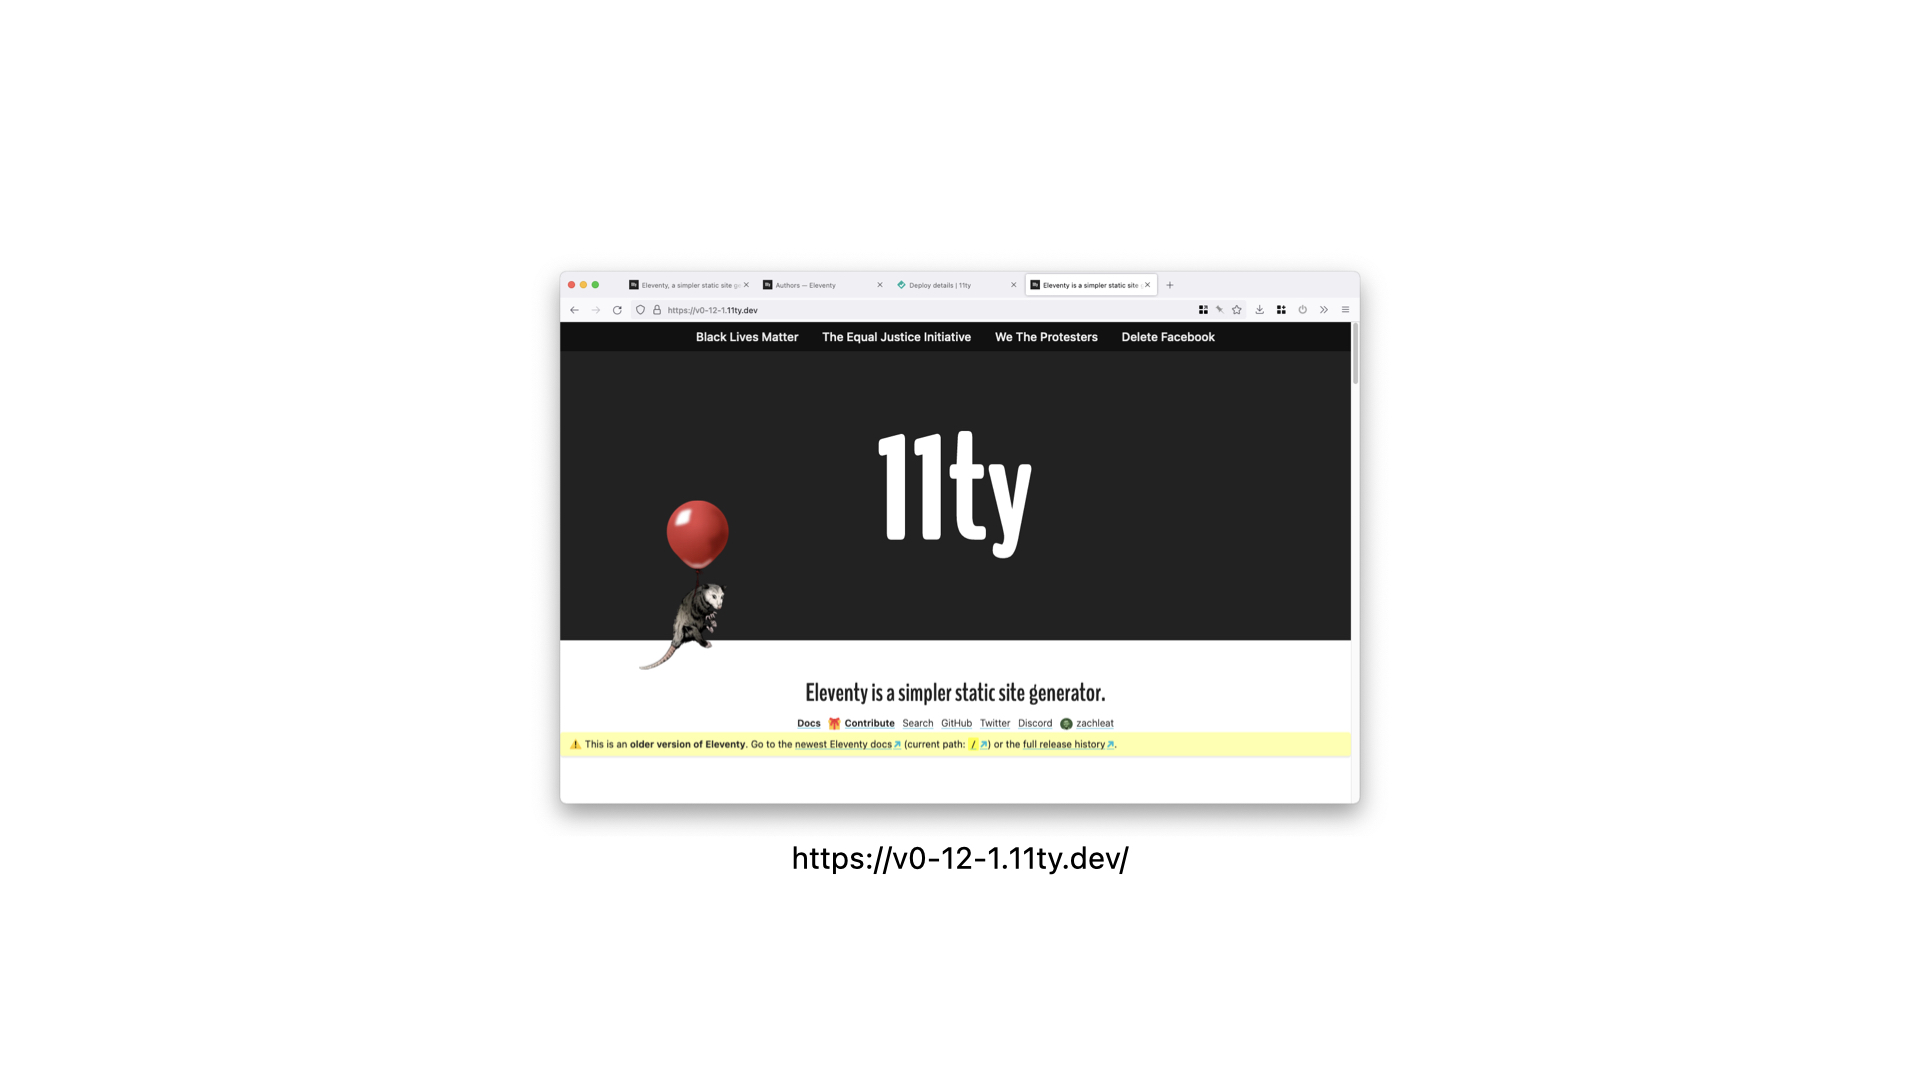 Eleventy, a simpler static site ge
Authors — Eleventy
Deploy details | 11ty
Eleventy is a simpler static site
https://v0-12-1.11ty.dev
Black Lives Matter The Equal Justice Initiative We The Protesters Delete Facebook
11ty
Eleventy is a simpler static site generator.
Docs Contribute Search GitHub Twitter Discord zachleat
This is an older version of Eleventy. Go to the newest Eleventy docs (current path: / ) or the full release history .
https://v0-12-1.11ty.dev/